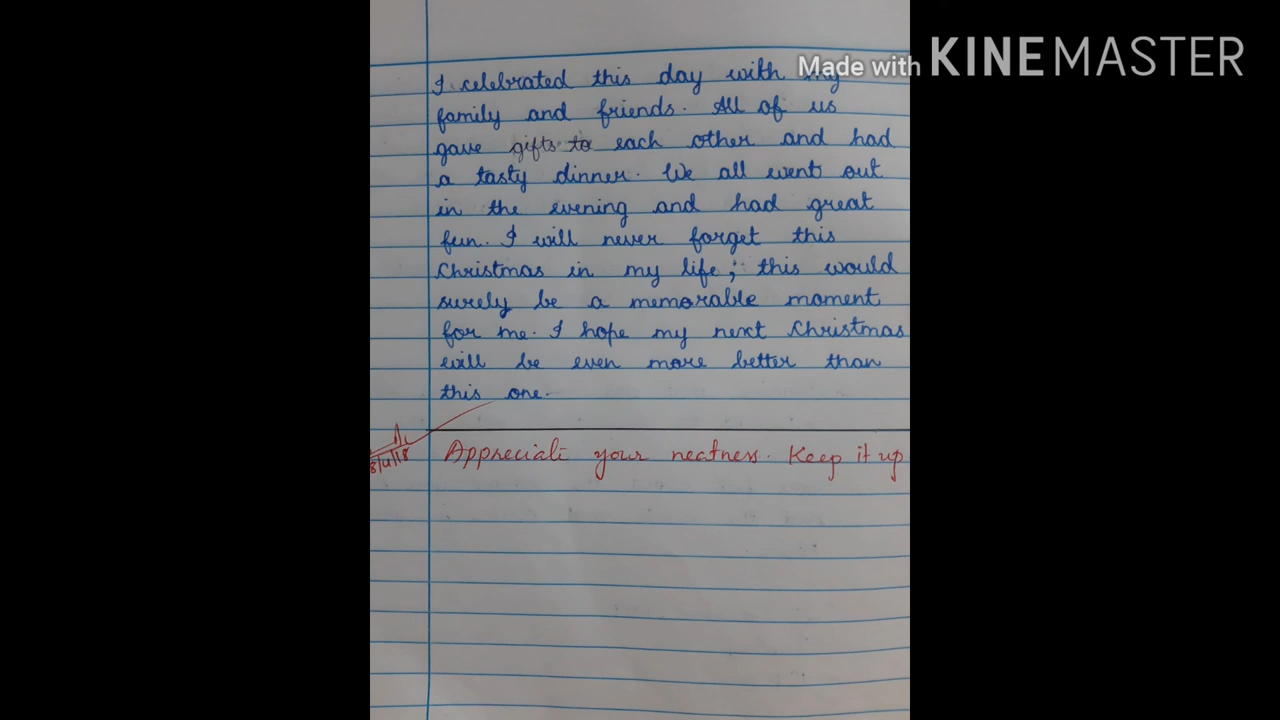 Made with KINEMASTER
I celebrated this day with my
family and friends. All of us
gave gifts to each other and had
a tasty dinner. We all went out
in the evening and had great
fun. I will never forget this
Christmas in my life; this would
surely be a memorable moment
for me. I hope my next Christmas
will be even more better than
this one.
Appreciate your neatness. Keep it up